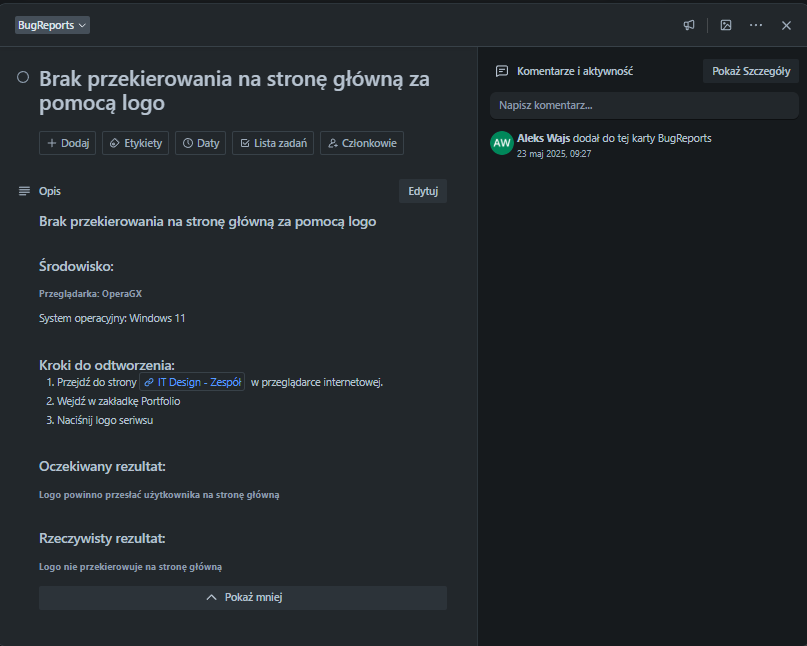 BugReports
Brak przekierowania na stronę główną za
pomocą logo
Dodaj
Etykiety
Daty
Lista zadań
Członkowie
Opis
Edytuj
Brak przekierowania na stronę główną za pomocą logo
Środowisko:
Przeglądarka: OperaGX
System operacyjny: Windows 11
Kroki do odtworzenia:
1. Przejdź do strony IT Design - Zespół w przeglądarce internetowej.
2. Wejdź w zakładkę Portfolio
3. Naciśnij logo seriwsu
Oczekiwany rezultat:
Logo powinno przesłać użytkownika na stronę główną
Rzeczywisty rezultat:
Logo nie przekierowuje na stronę główną
Pokaż mniej
Komentarze i aktywność
Pokaż Szczegóły
Napisz komentarz...
AW
Aleks Wajs dodał do tej karty BugReports
23 maj 2025, 09:27